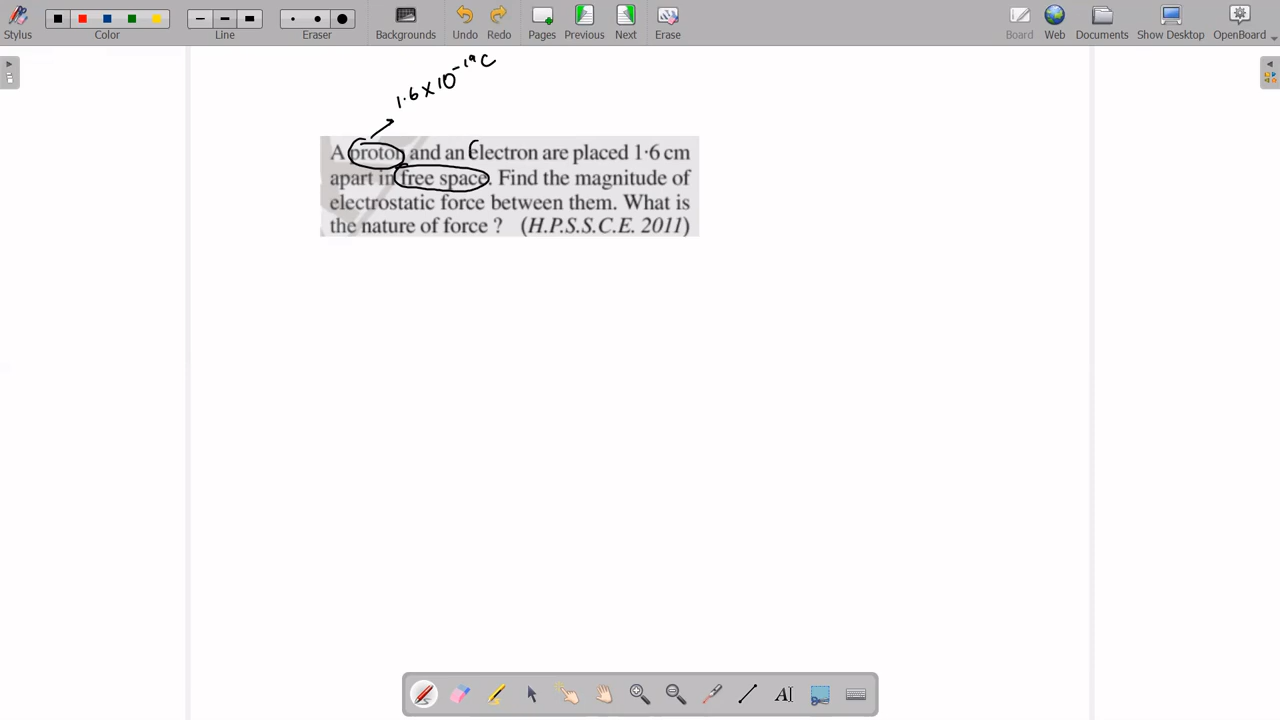 Stylus
Color
Line
Eraser
Backgrounds
Undo
Redo
Pages
Previous
Next
Erase
Board
Web
Documents
Show Desktop
OpenBoard
1.6 x 10⁻¹⁹ C
A proton and an electron are placed 1·6 cm
apart in free space. Find the magnitude of
electrostatic force between them. What is
the nature of force ? (H.P.S.S.C.E. 2011)
AI